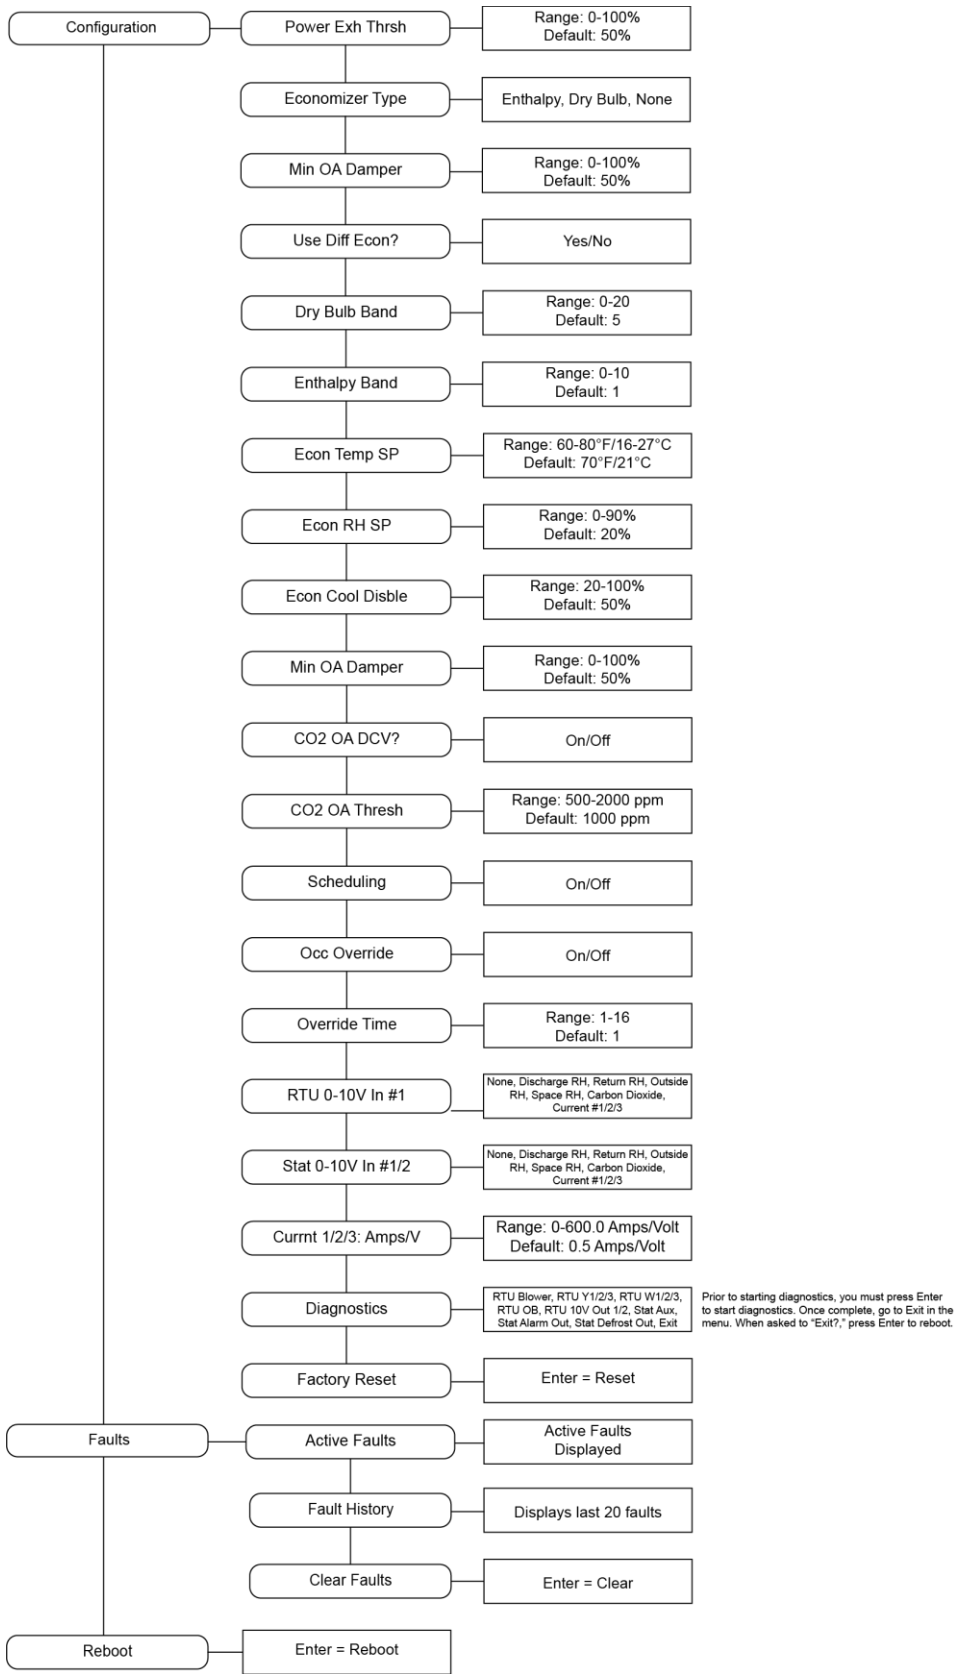 Configuration
Power Exh Thrsh
Range: 0-100%
Default: 50%
Economizer Type
Enthalpy, Dry Bulb, None
Min OA Damper
Range: 0-100%
Default: 50%
Use Diff Econ?
Yes/No
Dry Bulb Band
Range: 0-20
Default: 5
Enthalpy Band
Range: 0-10
Default: 1
Econ Temp SP
Range: 60-80°F/16-27°C
Default: 70°F/21°C
Econ RH SP
Range: 0-90%
Default: 20%
Econ Cool Disble
Range: 20-100%
Default: 50%
Min OA Damper
Range: 0-100%
Default: 50%
CO2 OA DCV?
On/Off
CO2 OA Thresh
Range: 500-2000 ppm
Default: 1000 ppm
Scheduling
On/Off
Occ Override
On/Off
Override Time
Range: 1-16
Default: 1
RTU 0-10V In #1
None, Discharge RH, Return RH, Outside
RH, Space RH, Carbon Dioxide,
Current #1/2/3
Stat 0-10V In #1/2
None, Discharge RH, Return RH, Outside
RH, Space RH, Carbon Dioxide,
Current #1/2/3
Currnt 1/2/3: Amps/V
Range: 0-600.0 Amps/Volt
Default: 0.5 Amps/Volt
Diagnostics
RTU Blower, RTU Y1/2/3, RTU W1/2/3,
RTU OB, RTU 10V Out 1/2, Stat Aux,
Stat Alarm Out, Stat Defrost Out, Exit
Prior to starting diagnostics, you must press Enter
to start diagnostics. Once complete, go to Exit in the
menu. When asked to “Exit?,” press Enter to reboot.
Factory Reset
Enter = Reset
Faults
Active Faults
Active Faults
Displayed
Fault History
Displays last 20 faults
Clear Faults
Enter = Clear
Reboot
Enter = Reboot